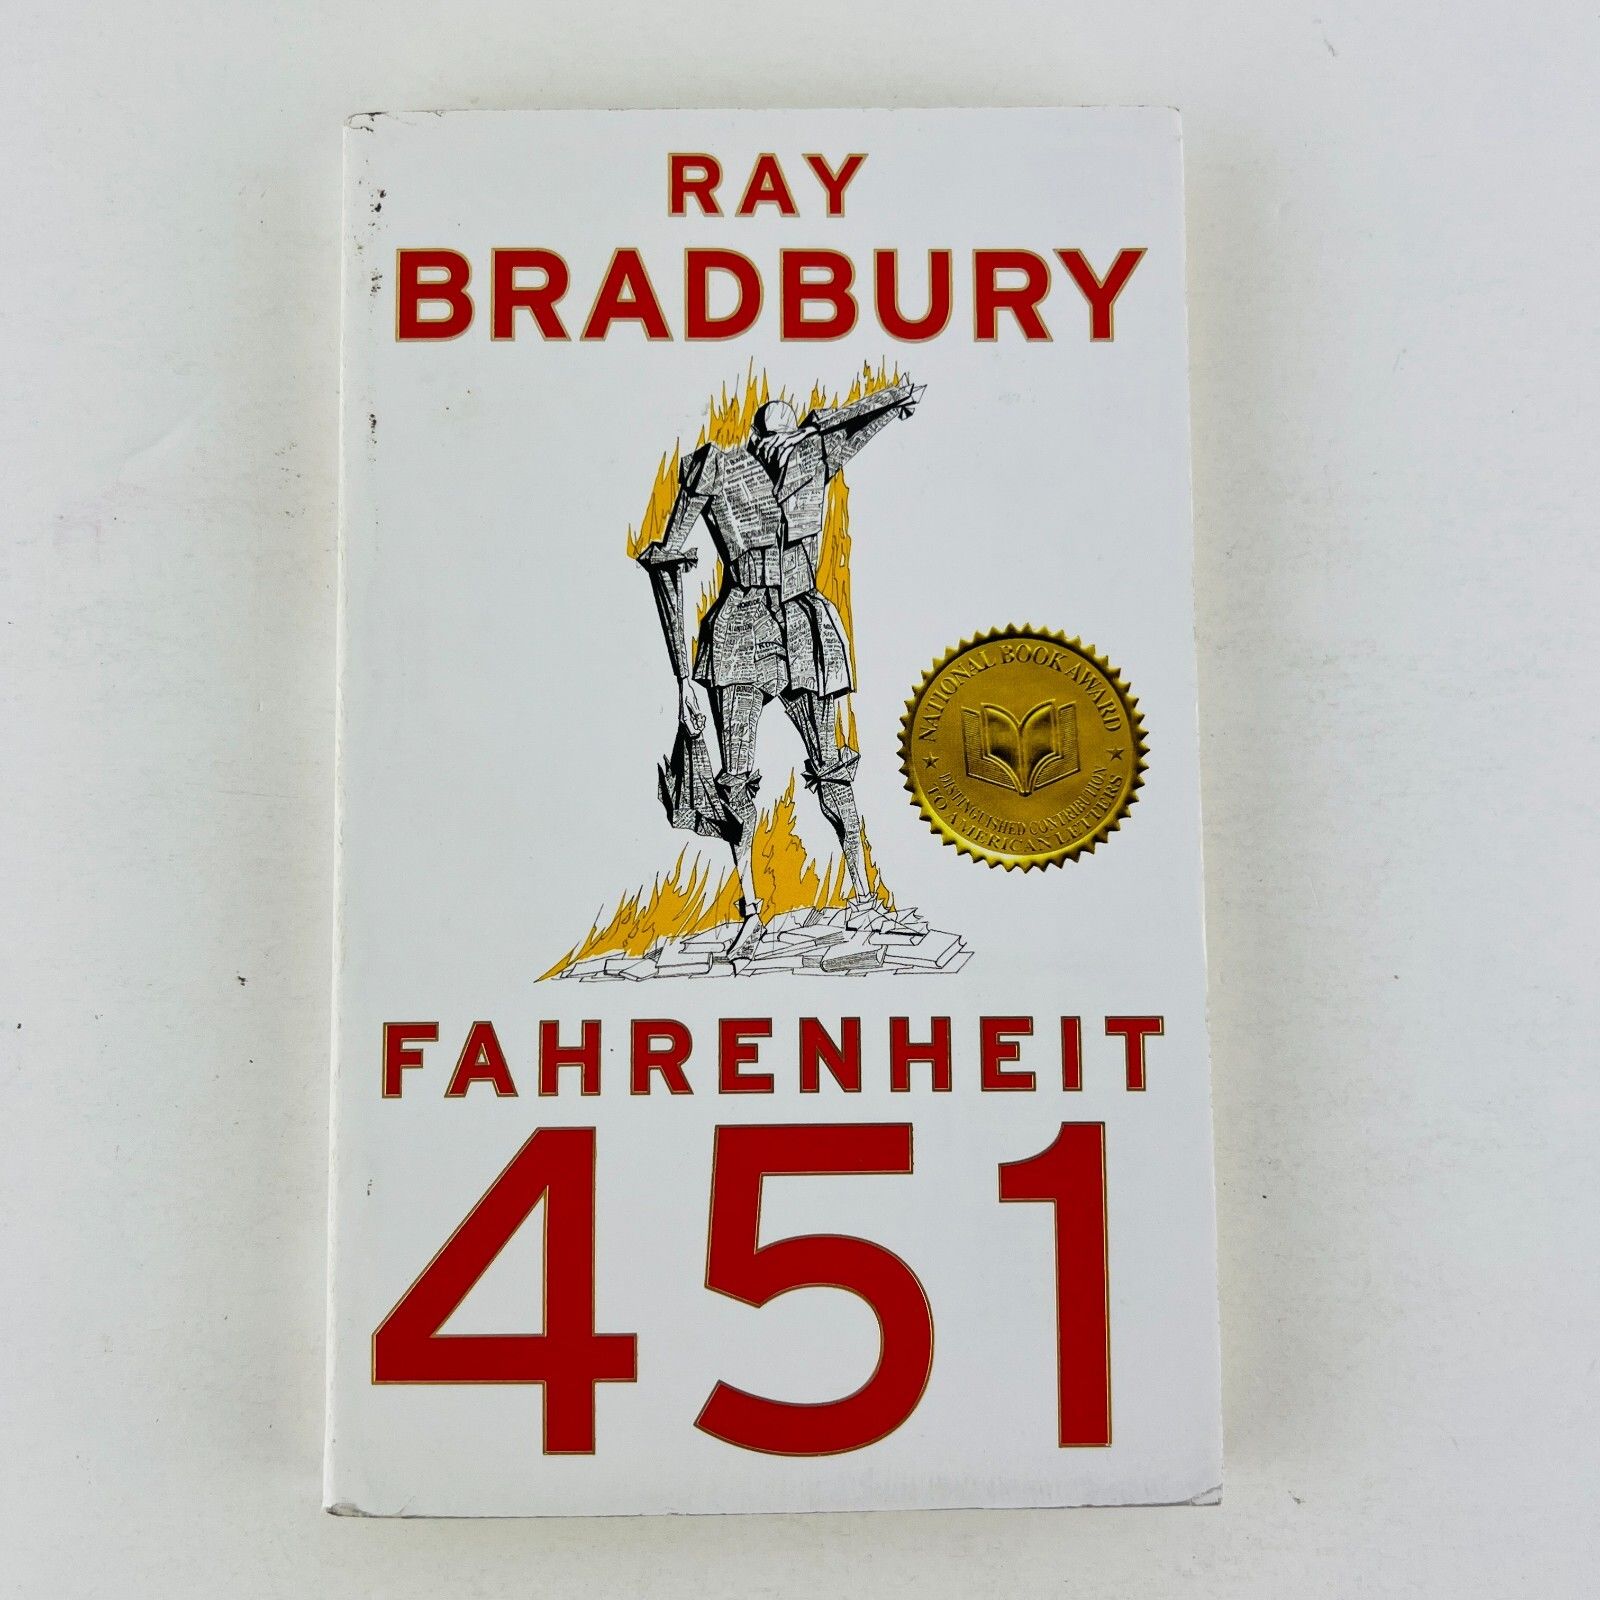 RAY
BRADBURY
NATIONAL BOOK AWARD
DISTINGUISHED CONTRIBUTION
TO AMERICAN LETTERS
FAHRENHEIT
451